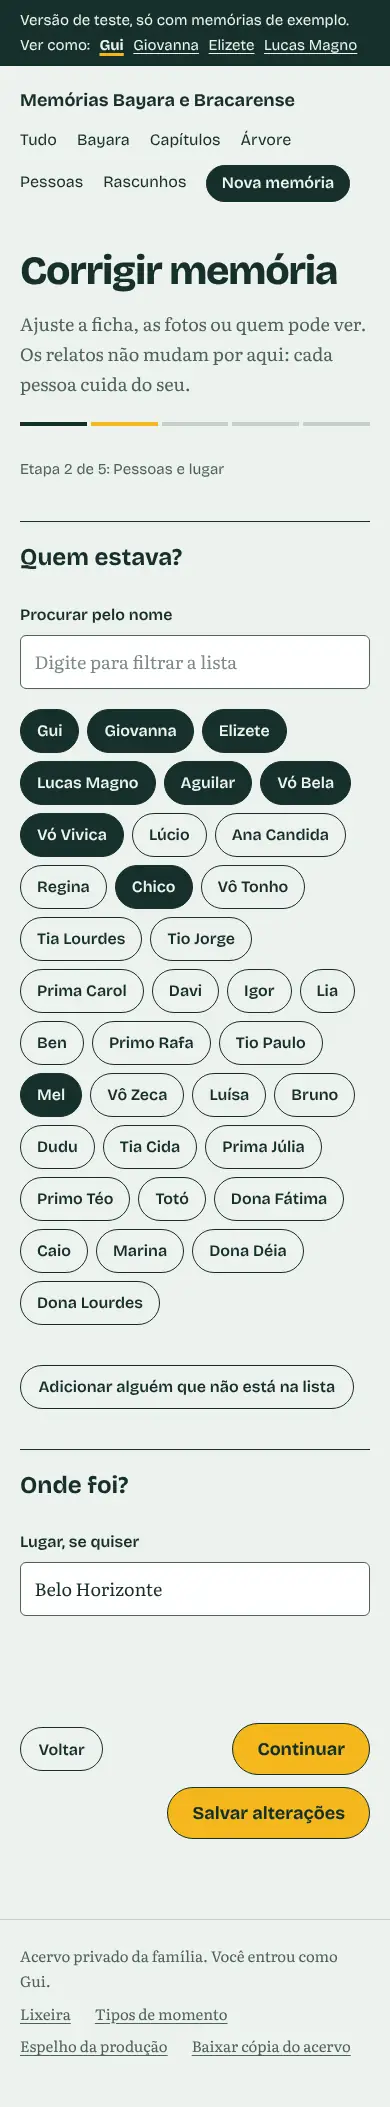 Versão de teste, só com memórias de exemplo.
Ver como: Gui Giovanna Elizete Lucas Magno
Memórias Bayara e Bracarense
Tudo Bayara Capítulos Árvore
Pessoas Rascunhos Nova memória
Corrigir memória
Ajuste a ficha, as fotos ou quem pode ver.
Os relatos não mudam por aqui: cada
pessoa cuida do seu.
Etapa 2 de 5: Pessoas e lugar
Quem estava?
Procurar pelo nome
Digite para filtrar a lista
Gui Giovanna Elizete
Lucas Magno Aguilar Vó Bela
Vó Vivica Lúcio Ana Candida
Regina Chico Vô Tonho
Tia Lourdes Tio Jorge
Prima Carol Davi Igor Lia
Ben Primo Rafa Tio Paulo
Mel Vô Zeca Luísa Bruno
Dudu Tia Cida Prima Júlia
Primo Téo Totó Dona Fátima
Caio Marina Dona Déia
Dona Lourdes
Adicionar alguém que não está na lista
Onde foi?
Lugar, se quiser
Belo Horizonte
Voltar Continuar
Salvar alterações
Acervo privado da família. Você entrou como
Gui.
Lixeira Tipos de momento
Espelho da produção Baixar cópia do acervo